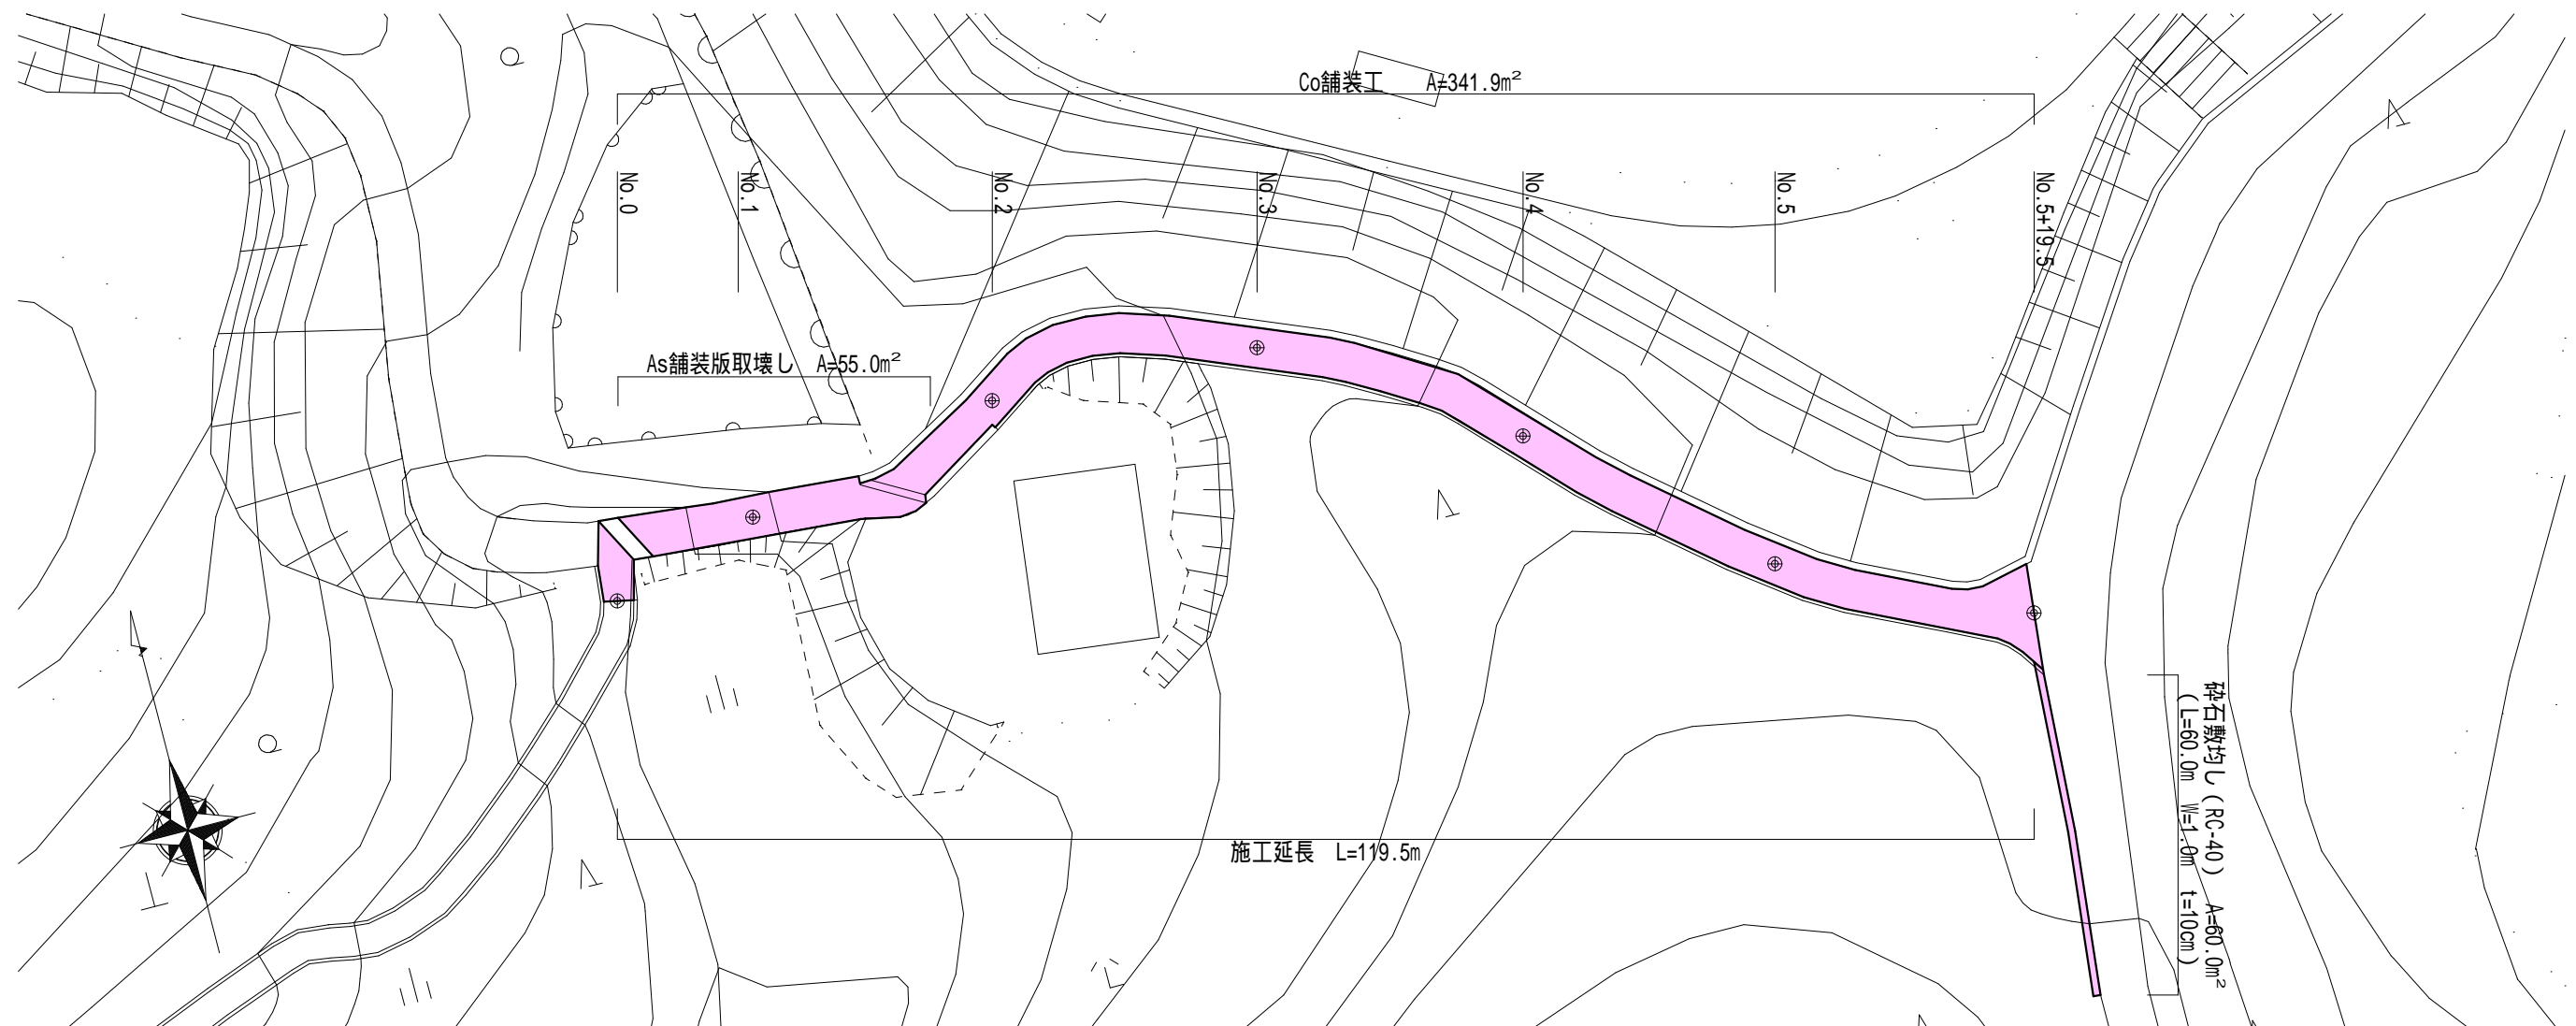 Co舗装工 A=341.9m²
No.0
No.1
No.2
No.3
No.4
No.5
No.5+19.5
As舗装版取壊し A=55.0m²
砕石敷均し(RC-40) A=60.0m²
(L=60.0m W=1.0m t=10cm)
施工延長 L=119.5m